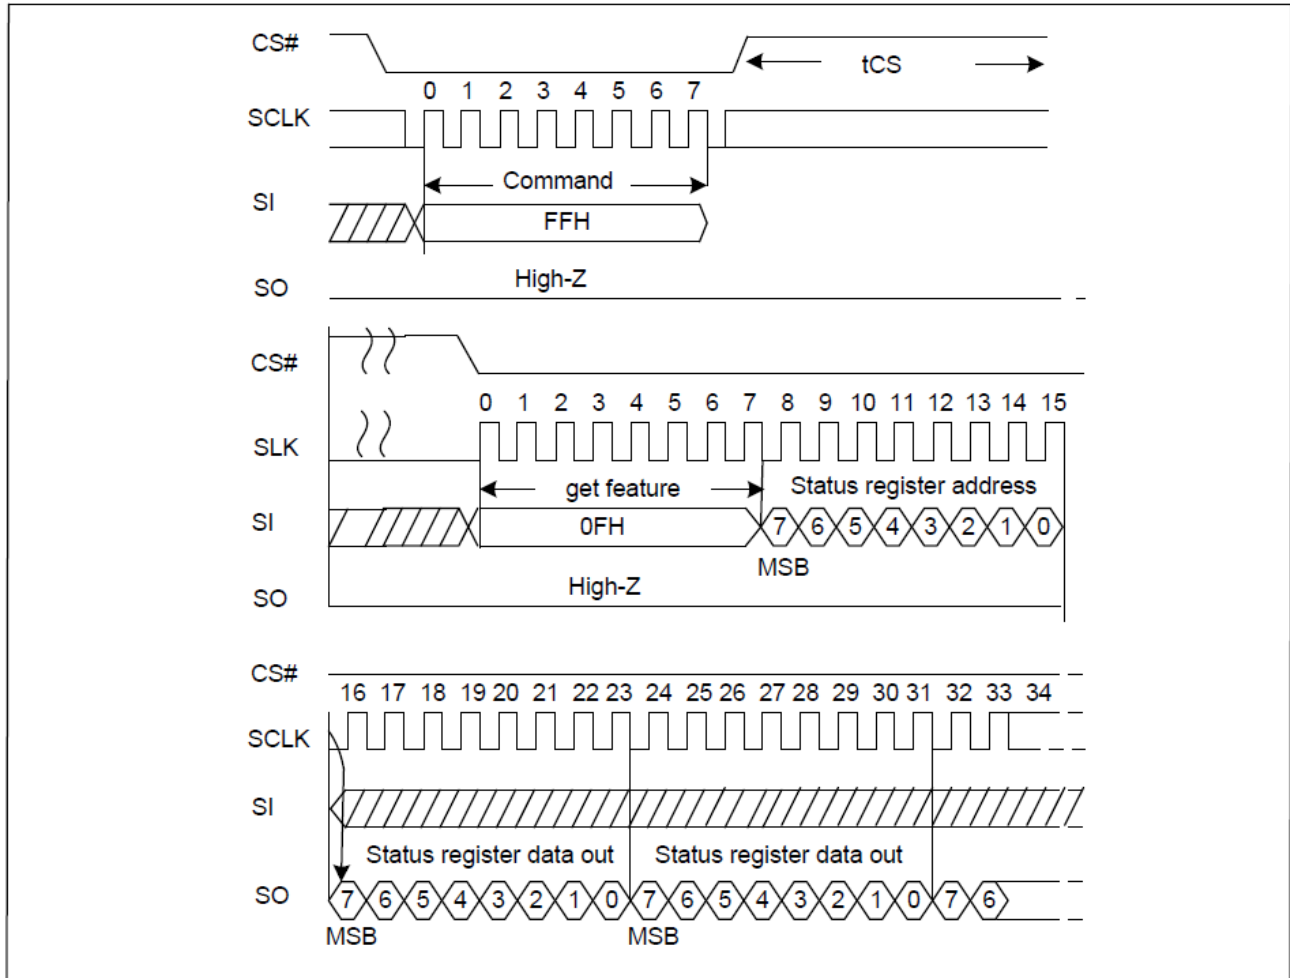 CS#
tCS
0 1 2 3 4 5 6 7
SCLK
Command
SI
FFH
High-Z
SO
CS#
0 1 2 3 4 5 6 7 8 9 10 11 12 13 14 15
SLK
get feature
Status register address
SI
0FH
7 6 5 4 3 2 1 0
MSB
High-Z
SO
CS#
16 17 18 19 20 21 22 23 24 25 26 27 28 29 30 31 32 33 34
SCLK
SI
Status register data out
Status register data out
SO
7 6 5 4 3 2 1 0 7 6 5 4 3 2 1 0 7 6
MSB
MSB